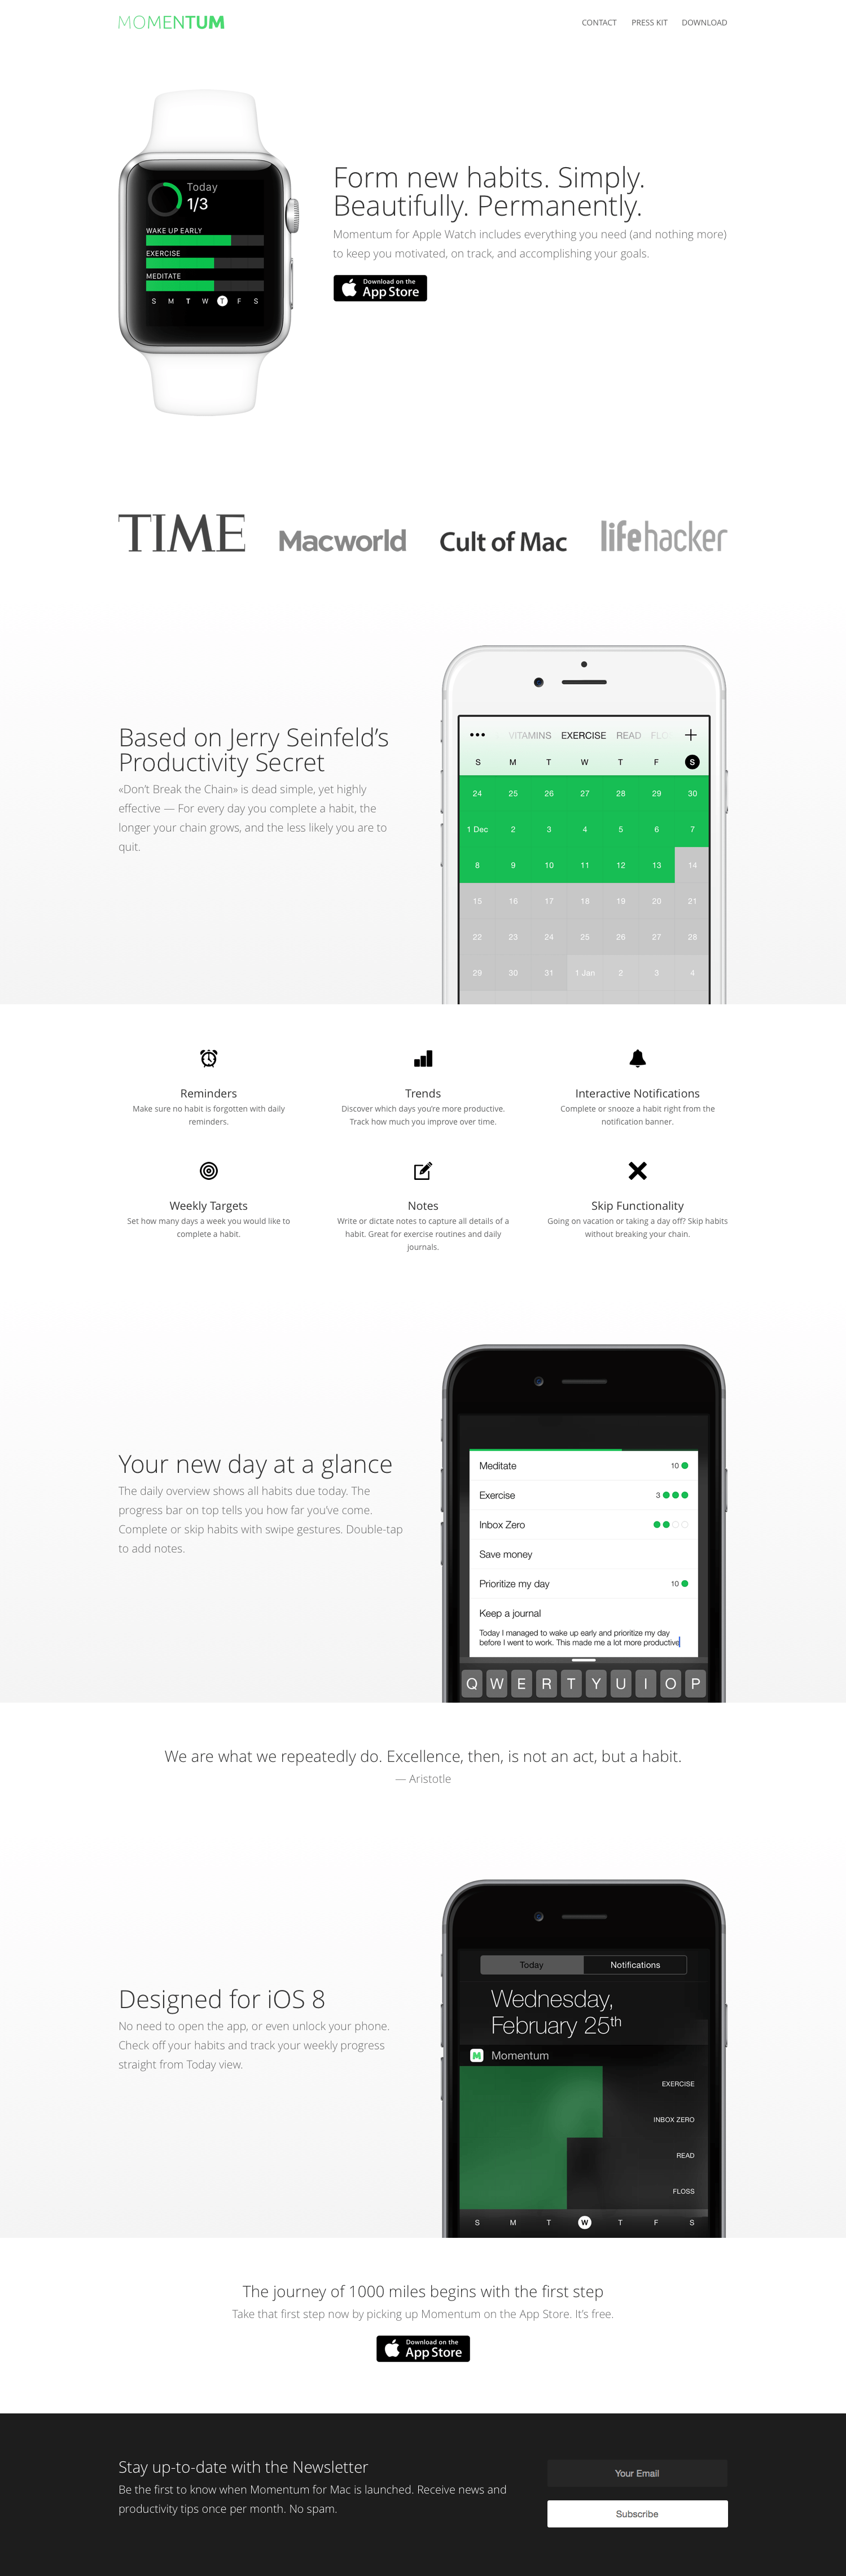 MOMENTUM
CONTACT PRESS KIT DOWNLOAD
Today
1/3
WAKE UP EARLY
EXERCISE
MEDITATE
S M T W T F S
Form new habits. Simply.
Beautifully. Permanently.
Momentum for Apple Watch includes everything you need (and nothing more)
to keep you motivated, on track, and accomplishing your goals.
Download on the
App Store
TIME Macworld Cult of Mac lifehacker
Based on Jerry Seinfeld's
Productivity Secret
«Don't Break the Chain» is dead simple, yet highly
effective — For every day you complete a habit, the
longer your chain grows, and the less likely you are to
quit.
VITAMINS EXERCISE READ FLO
S M T W T F S
24 25 26 27 28 29 30
1 Dec 2 3 4 5 6 7
8 9 10 11 12 13 14
15 16 17 18 19 20 21
22 23 24 25 26 27 28
29 30 31 1 Jan 2 3 4
Reminders
Make sure no habit is forgotten with daily
reminders.
Trends
Discover which days you're more productive.
Track how much you improve over time.
Interactive Notifications
Complete or snooze a habit right from the
notification banner.
Weekly Targets
Set how many days a week you would like to
complete a habit.
Notes
Write or dictate notes to capture all details of a
habit. Great for exercise routines and daily
journals.
Skip Functionality
Going on vacation or taking a day off? Skip habits
without breaking your chain.
Your new day at a glance
The daily overview shows all habits due today. The
progress bar on top tells you how far you've come.
Complete or skip habits with swipe gestures. Double-tap
to add notes.
Meditate 10
Exercise 3
Inbox Zero
Save money
Prioritize my day 10
Keep a journal
Today I managed to wake up early and prioritize my day
before I went to work. This made me a lot more productive
Q W E R T Y U I O P
We are what we repeatedly do. Excellence, then, is not an act, but a habit.
— Aristotle
Designed for iOS 8
No need to open the app, or even unlock your phone.
Check off your habits and track your weekly progress
straight from Today view.
Today Notifications
Wednesday,
February 25th
M Momentum
EXERCISE
INBOX ZERO
READ
FLOSS
S M T W T F S
The journey of 1000 miles begins with the first step
Take that first step now by picking up Momentum on the App Store. It's free.
Download on the
App Store
Stay up-to-date with the Newsletter
Be the first to know when Momentum for Mac is launched. Receive news and
productivity tips once per month. No spam.
Your Email
Subscribe